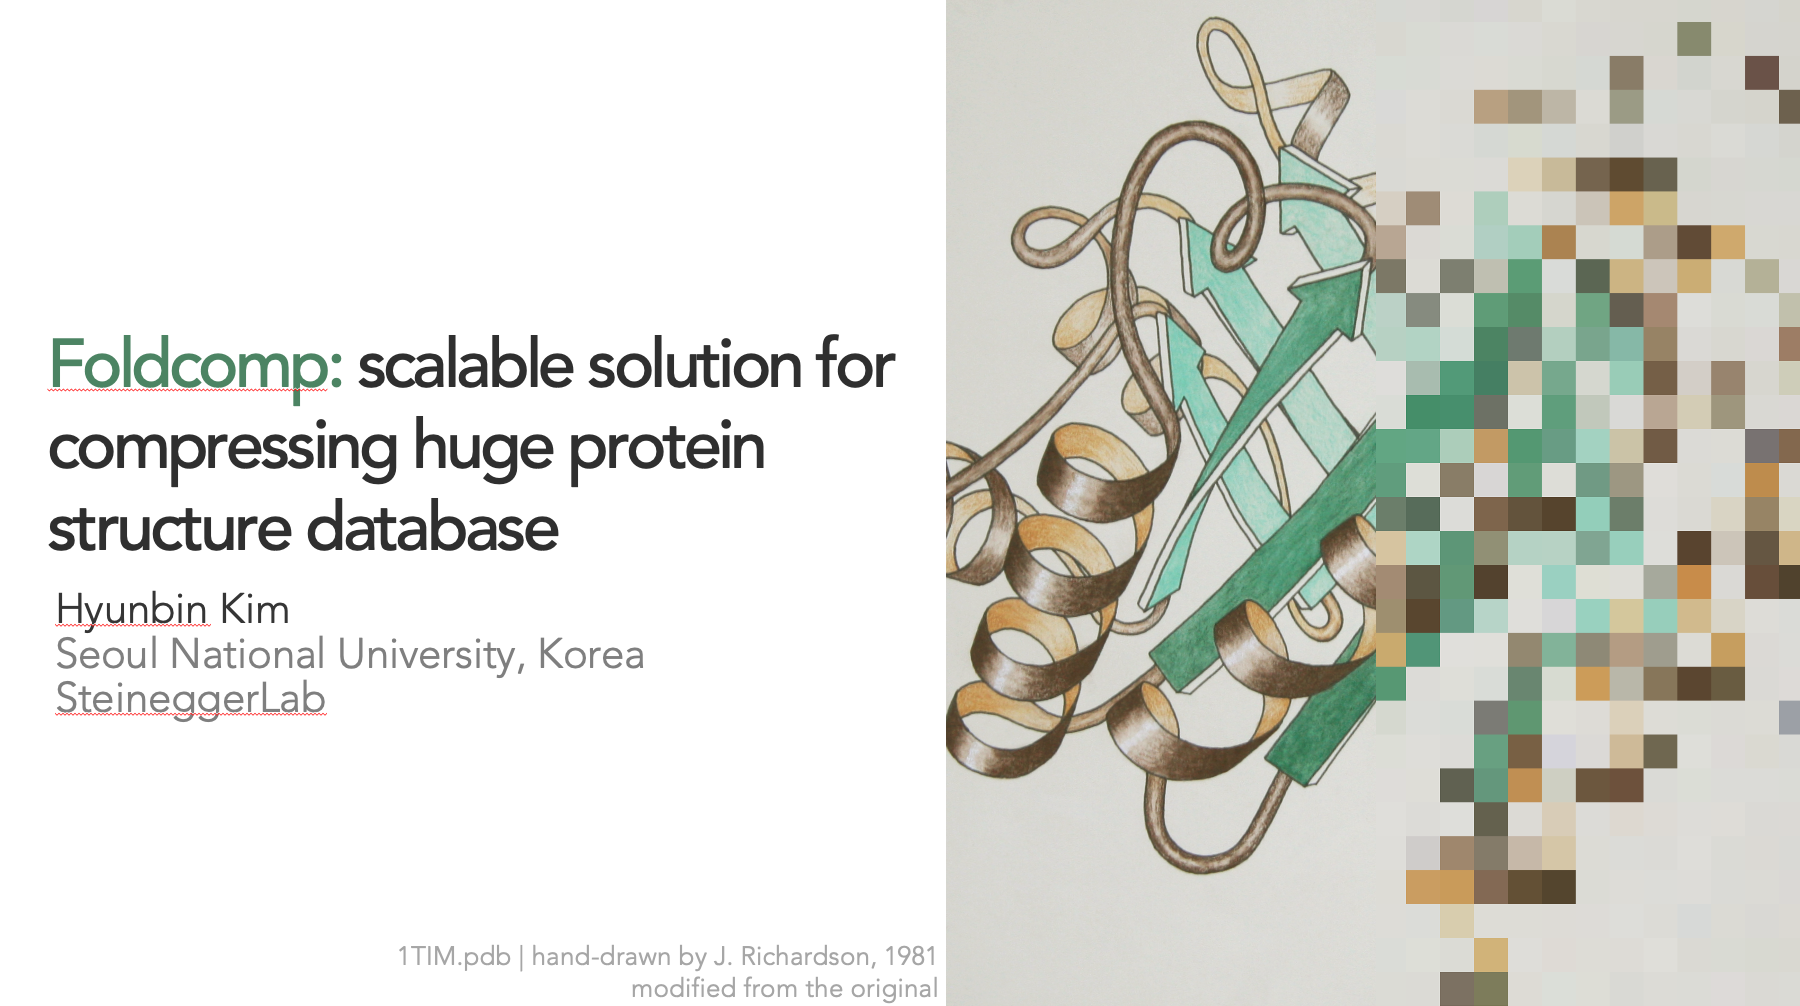 Foldcomp: scalable solution for
compressing huge protein
structure database
Hyunbin Kim
Seoul National University, Korea
SteineggerLab
1TIM.pdb | hand-drawn by J. Richardson, 1981
modified from the original